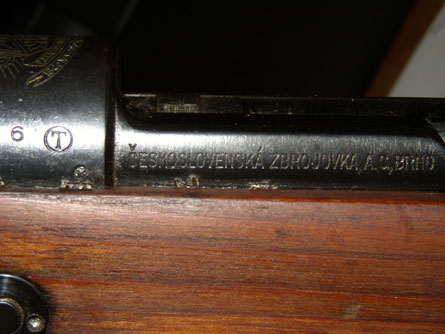 6 T
ČESKOSLOVENSKÁ ZBROJOVKA, A.S., BRNO